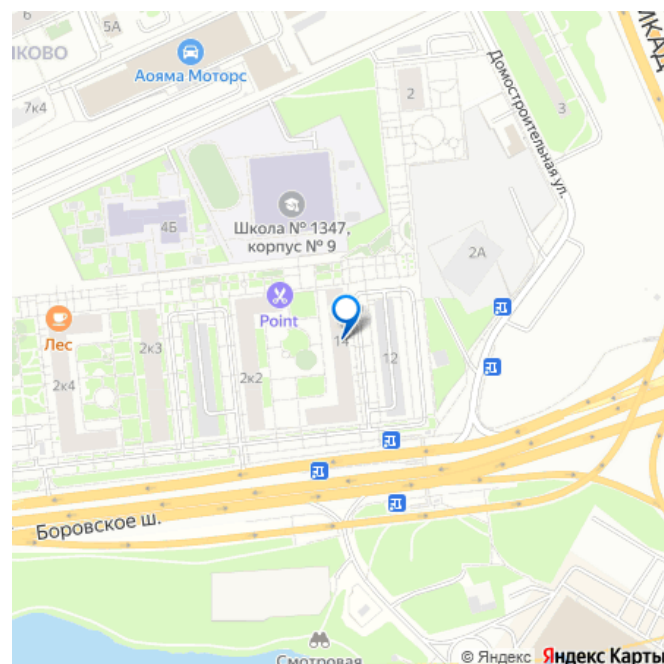 6
5А
ІКОВО
Аояма Моторс
7к4
МКАД
Домостроительная ул.
2
3
Школа № 1347,
корпус № 9
4Б
2А
Point
Лес
14
12
2к3
2к2
2к4
Боровское ш.
Смотровая
© Яндекс Яндекс Карты